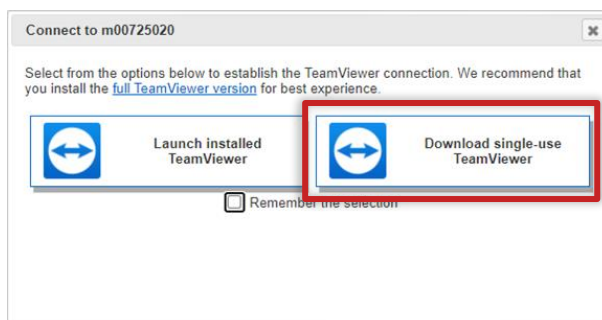 Connect to m00725020
Select from the options below to establish the TeamViewer connection. We recommend that
you install the full TeamViewer version for best experience.
Launch installed
TeamViewer
Download single-use
TeamViewer
Remember the selection